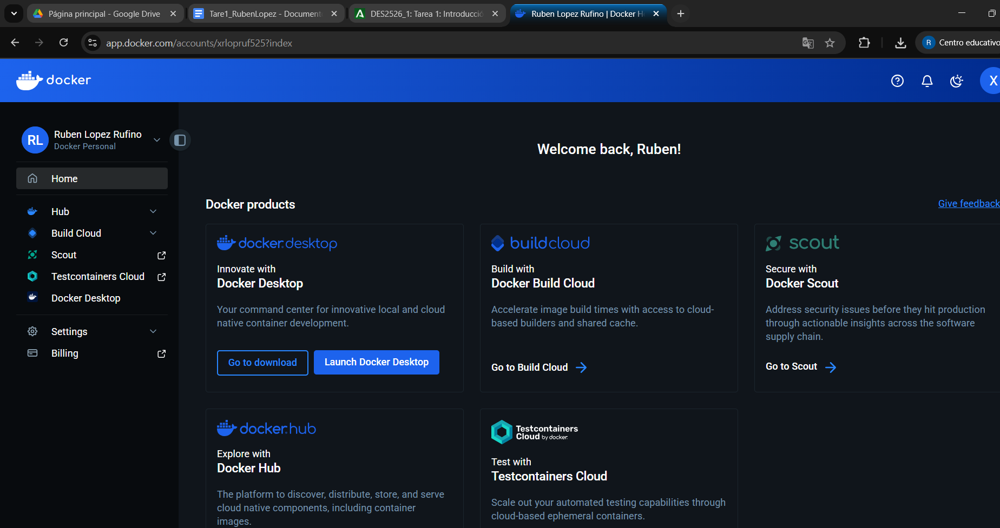 Página principal - Google Drive
Tare1_RubenLopez - Document
DES2526_1: Tarea 1: Introducció
Ruben Lopez Rufino | Docker H
app.docker.com/accounts/xrlopruf525?index
R
Centro educativo
docker
X
RL
Ruben Lopez Rufino
Docker Personal
Home
Hub
Build Cloud
Scout
Testcontainers Cloud
Docker Desktop
Settings
Billing
Welcome back, Ruben!
Docker products
Give feedback
docker.desktop
Innovate with
Docker Desktop
Your command center for innovative local and cloud
native container development.
Go to download
Launch Docker Desktop
buildcloud
Build with
Docker Build Cloud
Accelerate image build times with access to cloud-
based builders and shared cache.
Go to Build Cloud
scout
Secure with
Docker Scout
Address security issues before they hit production
through actionable insights across the software
supply chain.
Go to Scout
docker.hub
Explore with
Docker Hub
The platform to discover, distribute, store, and serve
cloud native components, including container
images.
Testcontainers
Cloud by docker.
Test with
Testcontainers Cloud
Scale out your automated testing capabilities through
cloud-based ephemeral containers.